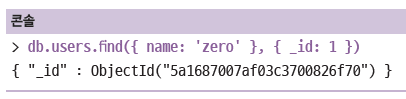 콘솔
> db.users.find({ name: 'zero' }, { _id: 1 })
{ "_id" : ObjectId("5a1687007af03c3700826f70") }